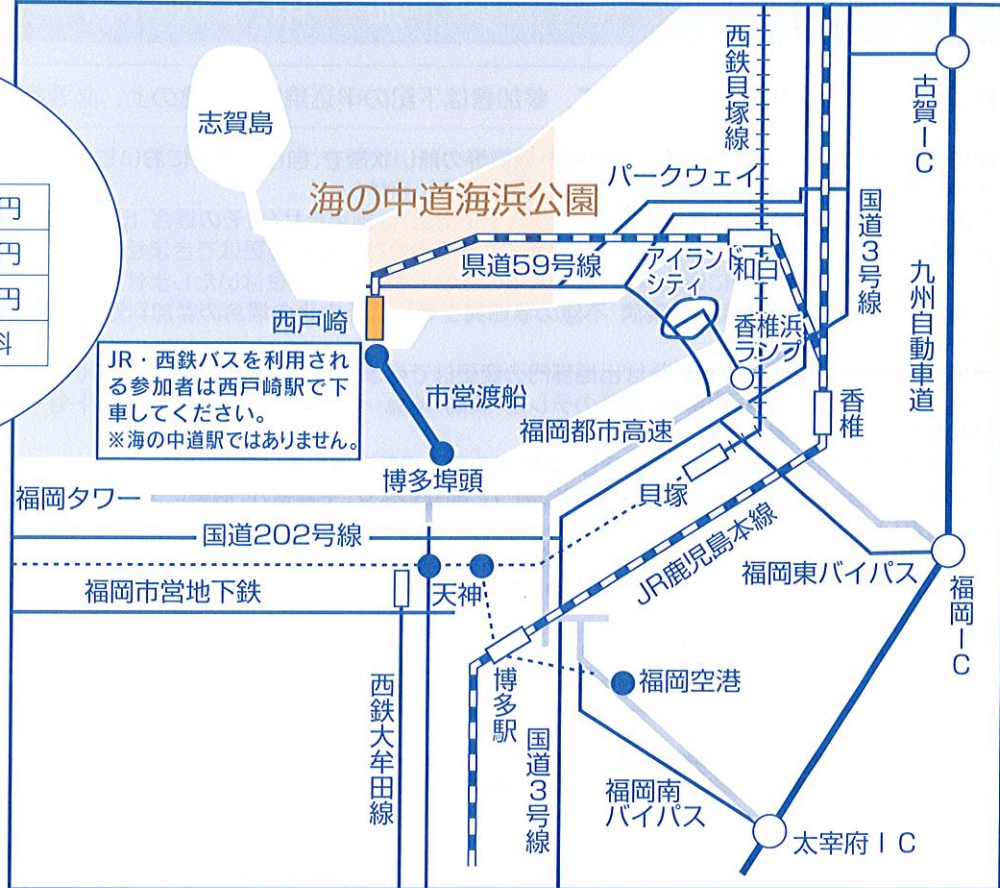 円
円
円
料
志賀島
海の中道海浜公園
西鉄貝塚線
パークウェイ
古賀IC
国道3号線
九州自動車道
県道59号線
アイランド
シティ
和白
香椎浜
ランプ
西戸崎
JR・西鉄バスを利用され
る参加者は西戸崎駅で下
車してください。
※海の中道駅ではありません。
市営渡船
博多埠頭
福岡都市高速
香椎
福岡タワー
貝塚
国道202号線
JR鹿児島本線
福岡東バイパス
福岡市営地下鉄
天神
福岡IC
博多駅
福岡空港
西鉄大牟田線
国道3号線
福岡南
バイパス
太宰府IC